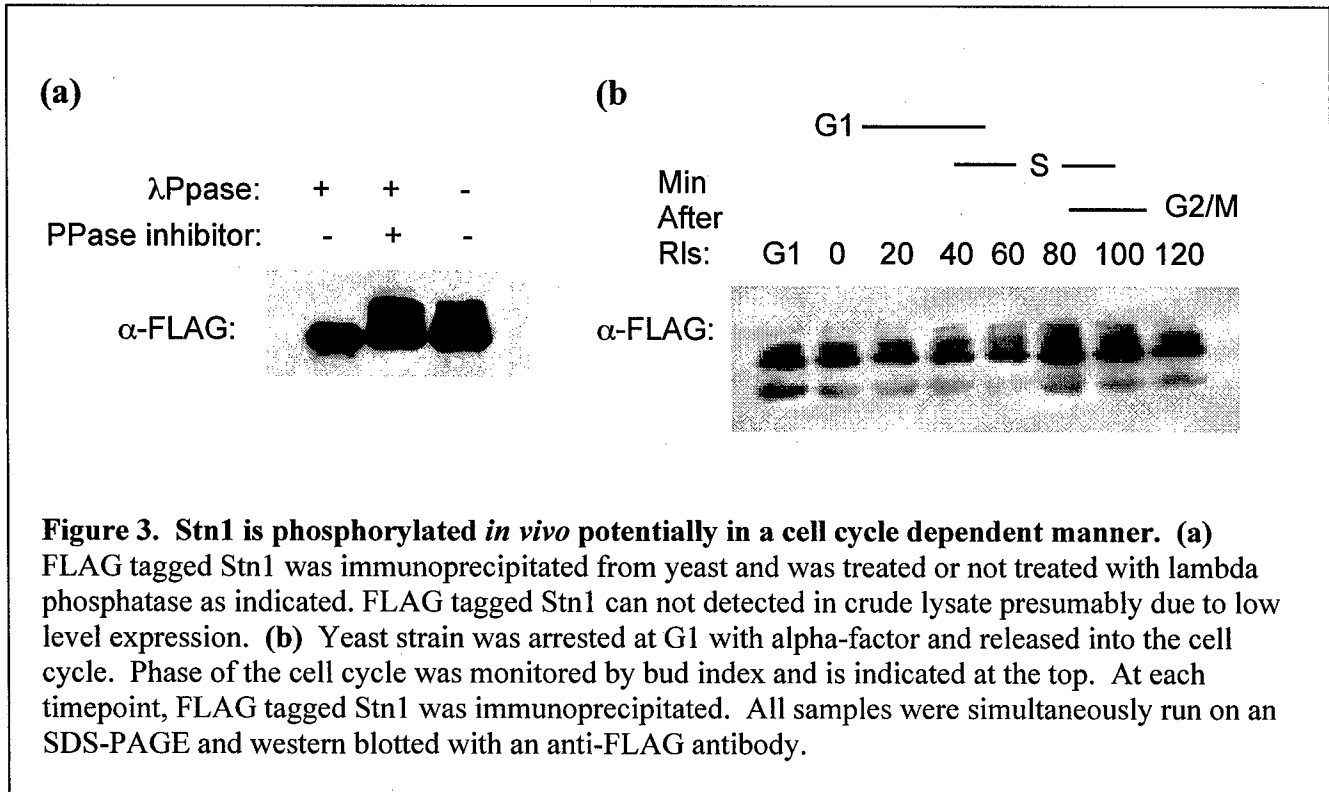 (a)
λPpase: + + -
PPase inhibitor: - + -
α-FLAG:
(b
G1
S
G2/M
Min
After
Rls: G1 0 20 40 60 80 100 120
α-FLAG:
Figure 3. Stn1 is phosphorylated in vivo potentially in a cell cycle dependent manner. (a)
FLAG tagged Stn1 was immunoprecipitated from yeast and was treated or not treated with lambda
phosphatase as indicated. FLAG tagged Stn1 can not detected in crude lysate presumably due to low
level expression. (b) Yeast strain was arrested at G1 with alpha-factor and released into the cell
cycle. Phase of the cell cycle was monitored by bud index and is indicated at the top. At each
timepoint, FLAG tagged Stn1 was immunoprecipitated. All samples were simultaneously run on an
SDS-PAGE and western blotted with an anti-FLAG antibody.